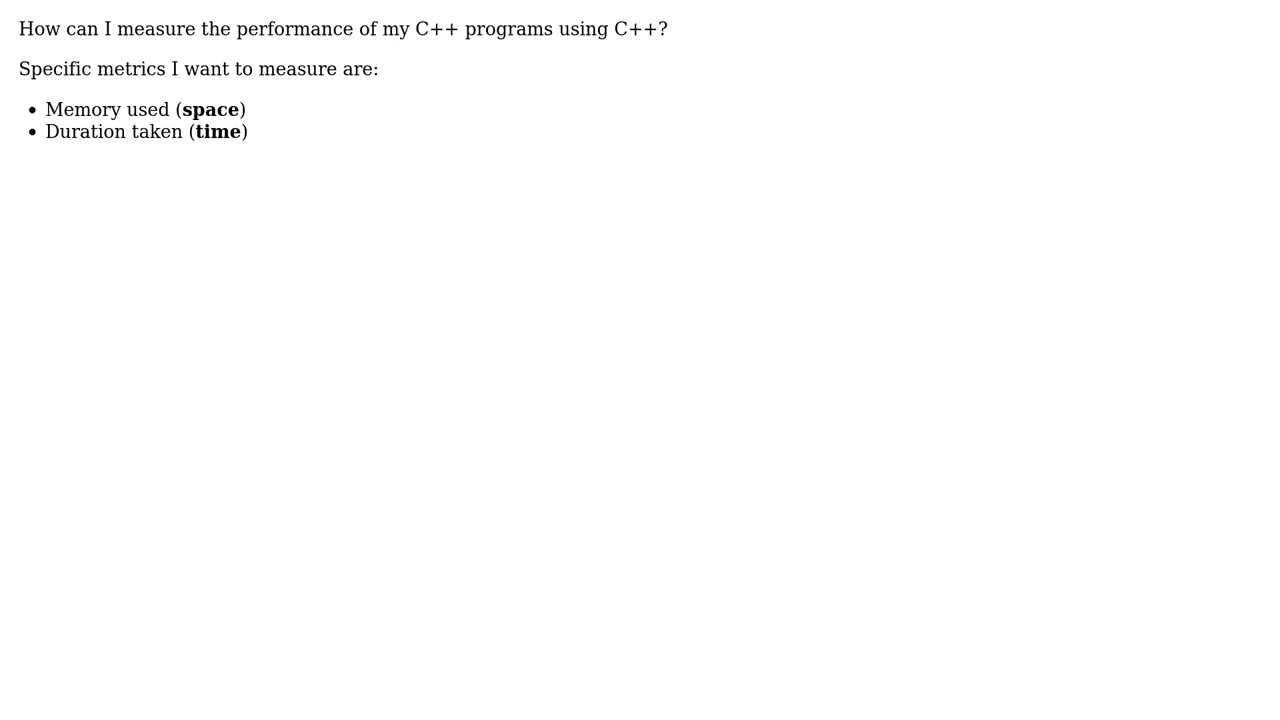 How can I measure the performance of my C++ programs using C++?
Specific metrics I want to measure are:
• Memory used (space)
• Duration taken (time)